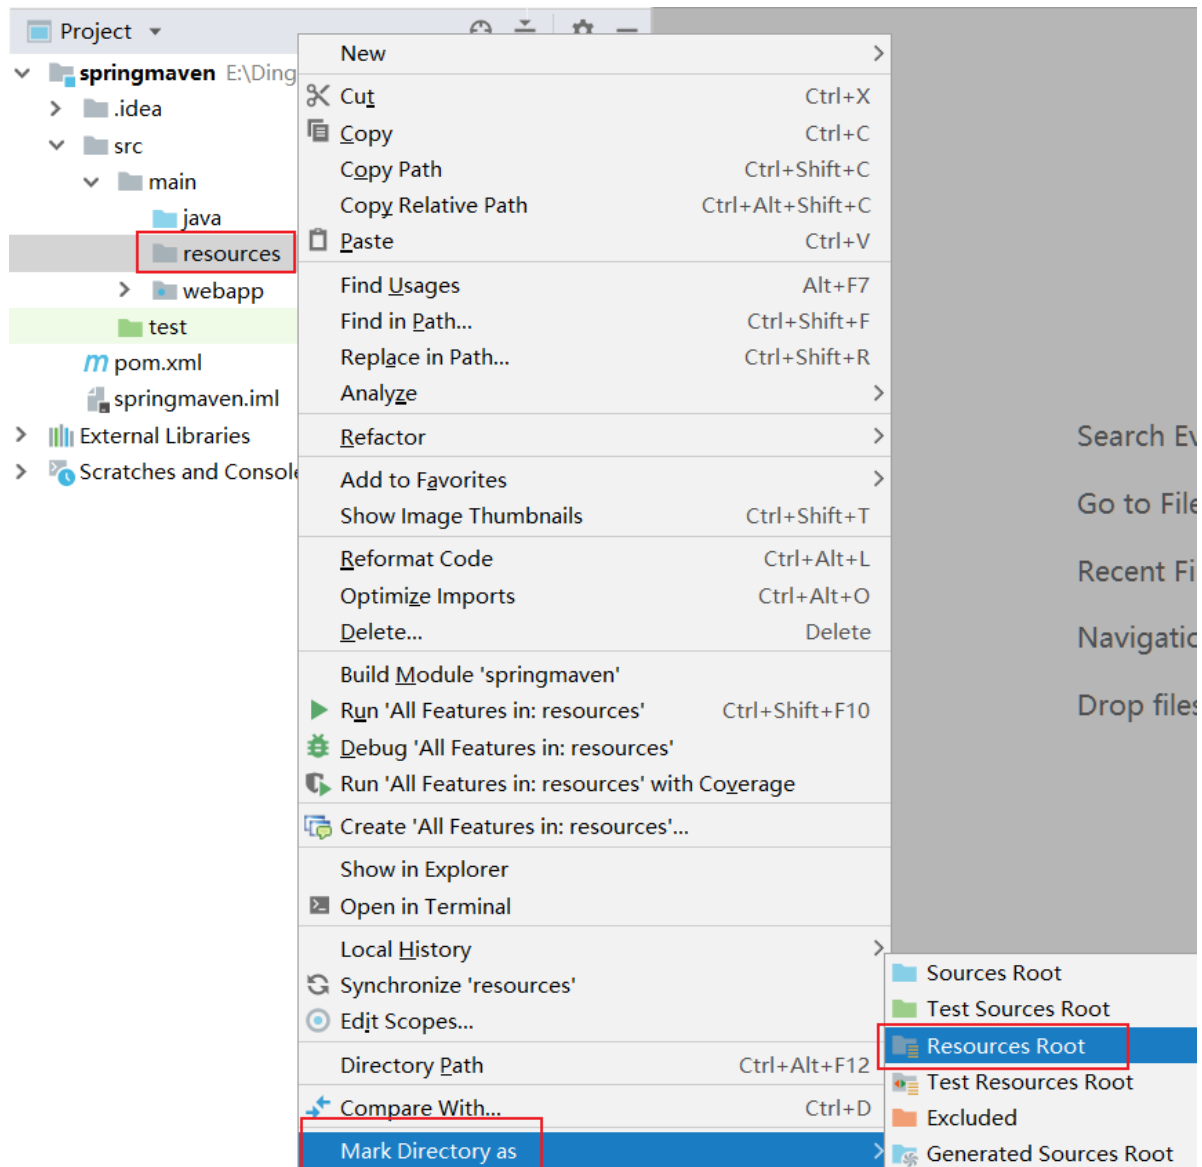 Project
springmaven E:\Ding
.idea
src
main
java
resources
webapp
test
pom.xml
springmaven.iml
External Libraries
Scratches and Console
New
Cut Ctrl+X
Copy Ctrl+C
Copy Path Ctrl+Shift+C
Copy Relative Path Ctrl+Alt+Shift+C
Paste Ctrl+V
Find Usages Alt+F7
Find in Path... Ctrl+Shift+F
Replace in Path... Ctrl+Shift+R
Analyze
Refactor
Add to Favorites
Show Image Thumbnails Ctrl+Shift+T
Reformat Code Ctrl+Alt+L
Optimize Imports Ctrl+Alt+O
Delete... Delete
Build Module 'springmaven'
Run 'All Features in: resources' Ctrl+Shift+F10
Debug 'All Features in: resources'
Run 'All Features in: resources' with Coverage
Create 'All Features in: resources'...
Show in Explorer
Open in Terminal
Local History
Synchronize 'resources'
Edit Scopes...
Directory Path Ctrl+Alt+F12
Compare With... Ctrl+D
Mark Directory as
Sources Root
Test Sources Root
Resources Root
Test Resources Root
Excluded
Generated Sources Root
Search Ev
Go to File
Recent Fi
Navigatio
Drop files